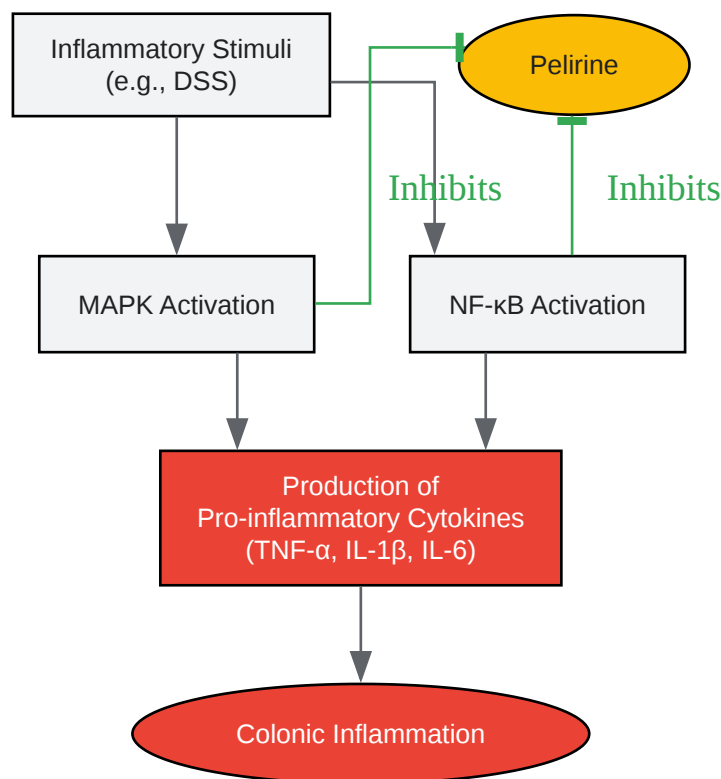 Inflammatory Stimuli
(e.g., DSS)
Pelirine
Inhibits
Inhibits
MAPK Activation
NF-κB Activation
Production of
Pro-inflammatory Cytokines
(TNF-α, IL-1β, IL-6)
Colonic Inflammation